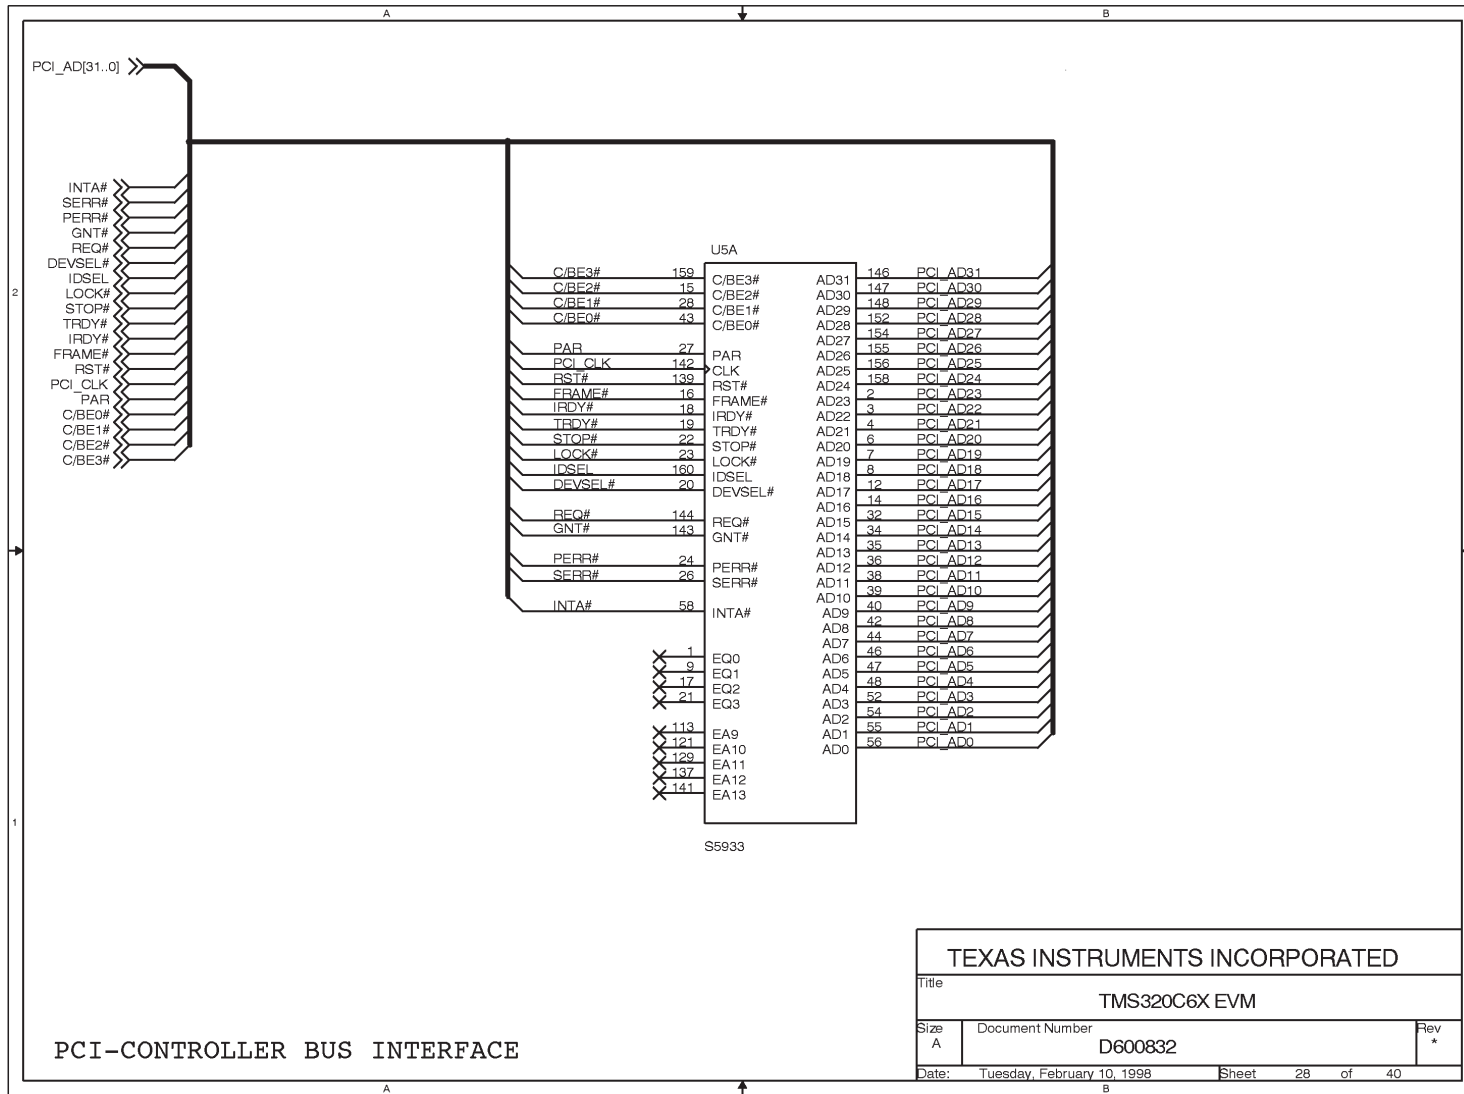 A
B
PCI_AD[31..0]
INTA#
SERR#
PERR#
GNT#
REQ#
DEVSEL#
IDSEL
LOCK#
STOP#
TRDY#
IRDY#
FRAME#
RST#
PCI_CLK
PAR
C/BE0#
C/BE1#
C/BE2#
C/BE3#
2
1
U5A
C/BE3# 159 C/BE3#
C/BE2# 15 C/BE2#
C/BE1# 28 C/BE1#
C/BE0# 43 C/BE0#
PAR 27 PAR
PCI_CLK 142 CLK
RST# 139 RST#
FRAME# 16 FRAME#
IRDY# 18 IRDY#
TRDY# 19 TRDY#
STOP# 22 STOP#
LOCK# 23 LOCK#
IDSEL 160 IDSEL
DEVSEL# 20 DEVSEL#
REQ# 144 REQ#
GNT# 143 GNT#
PERR# 24 PERR#
SERR# 26 SERR#
INTA# 58 INTA#
1 EQ0
9 EQ1
17 EQ2
21 EQ3
113 EA9
121 EA10
129 EA11
137 EA12
141 EA13
AD31 146 PCI_AD31
AD30 147 PCI_AD30
AD29 148 PCI_AD29
AD28 152 PCI_AD28
AD27 154 PCI_AD27
AD26 155 PCI_AD26
AD25 156 PCI_AD25
AD24 158 PCI_AD24
AD23 2 PCI_AD23
AD22 3 PCI_AD22
AD21 4 PCI_AD21
AD20 6 PCI_AD20
AD19 7 PCI_AD19
AD18 8 PCI_AD18
AD17 12 PCI_AD17
AD16 14 PCI_AD16
AD15 32 PCI_AD15
AD14 34 PCI_AD14
AD13 35 PCI_AD13
AD12 36 PCI_AD12
AD11 38 PCI_AD11
AD10 39 PCI_AD10
AD9 40 PCI_AD9
AD8 42 PCI_AD8
AD7 44 PCI_AD7
AD6 46 PCI_AD6
AD5 47 PCI_AD5
AD4 48 PCI_AD4
AD3 52 PCI_AD3
AD2 54 PCI_AD2
AD1 55 PCI_AD1
AD0 56 PCI_AD0
S5933
PCI-CONTROLLER BUS INTERFACE
TEXAS INSTRUMENTS INCORPORATED
Title
TMS320C6X EVM
Size Document Number Rev
A D600832 *
Date: Tuesday, February 10, 1998 Sheet 28 of 40
A
B